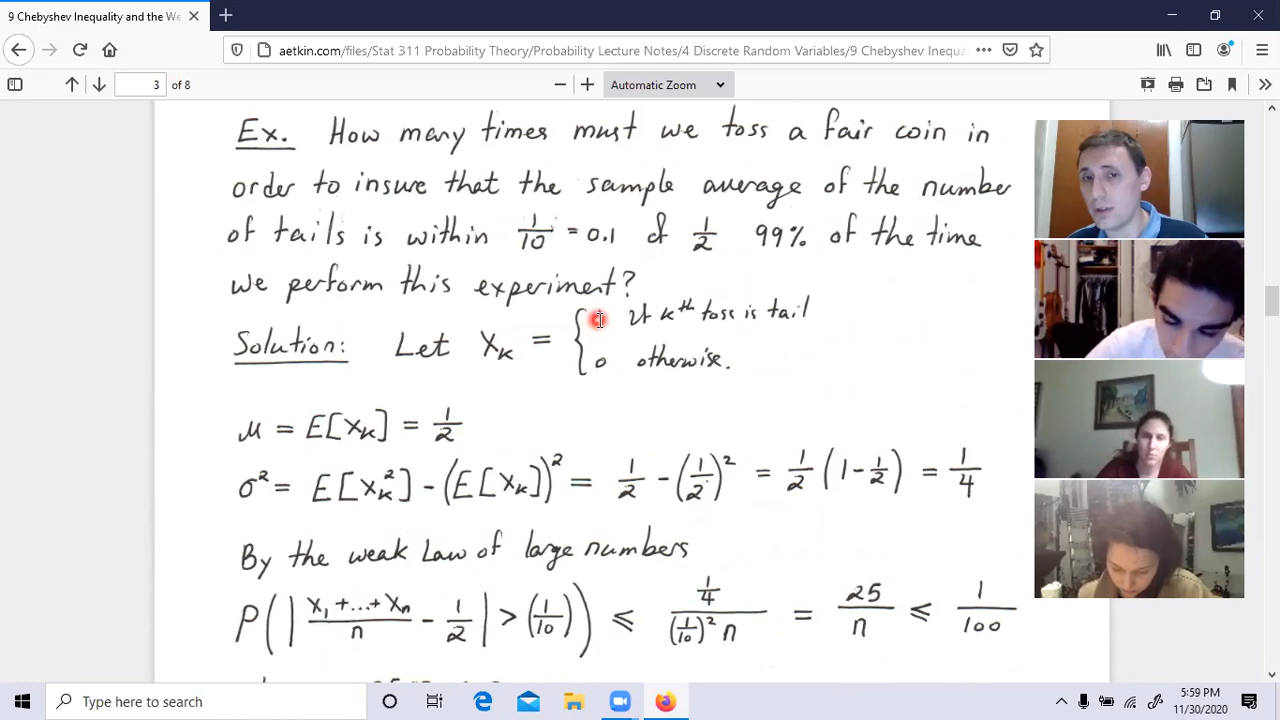 9 Chebyshev Inequality and the We
aetkin.com/files/Stat 311 Probability Theory/Probability Lecture Notes/4 Discrete Random Variables/9 Chebyshev Inequa
3 of 8
Automatic Zoom
Ex. How many times must we toss a fair coin in
order to insure that the sample average of the number
of tails is within 1/10 = 0.1 of 1/2 99% of the time
we perform this experiment?
Solution: Let X_k = { if kth toss is tail
0 otherwise.
μ = E[X_k] = 1/2
σ² = E[X_k²] - (E[X_k])² = 1/2 - (1/2)² = 1/2 (1 - 1/2) = 1/4
By the weak Law of large numbers
P(|X_1 + ... + X_n / n - 1/2| > (1/10)) ≤ 1/4 / (1/10)² n = 25/n ≤ 1/100
Type here to search
5:59 PM
11/30/2020